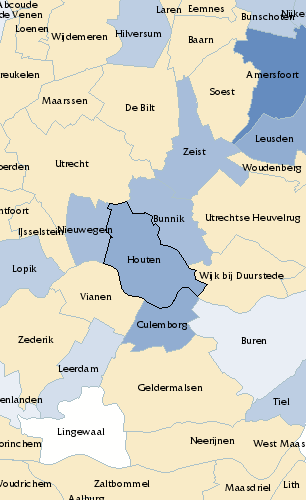 Abcoude
de Venen
Laren
Eemnes
Nijke
Bunschoten
Loenen
Wijdemeren
Hilversum
Baarn
reukelen
Amersfoort
Maarssen
De Bilt
Soest
Leusden
Zeist
Utrecht
Woudenberg
oerden
ntfoort
Bunnik
Utrechtse Heuvelrug
IJsselstein
Nieuwegein
Houten
Lopik
Wijk bij Duurstede
Vianen
Culemborg
Zederik
Buren
Leerdam
Geldermalsen
enlanden
Tiel
Lingewaal
orinchem
Neerijnen
West Maas
oudrichem
Zaltbommel
Maasdriel
Lith
Aalburg